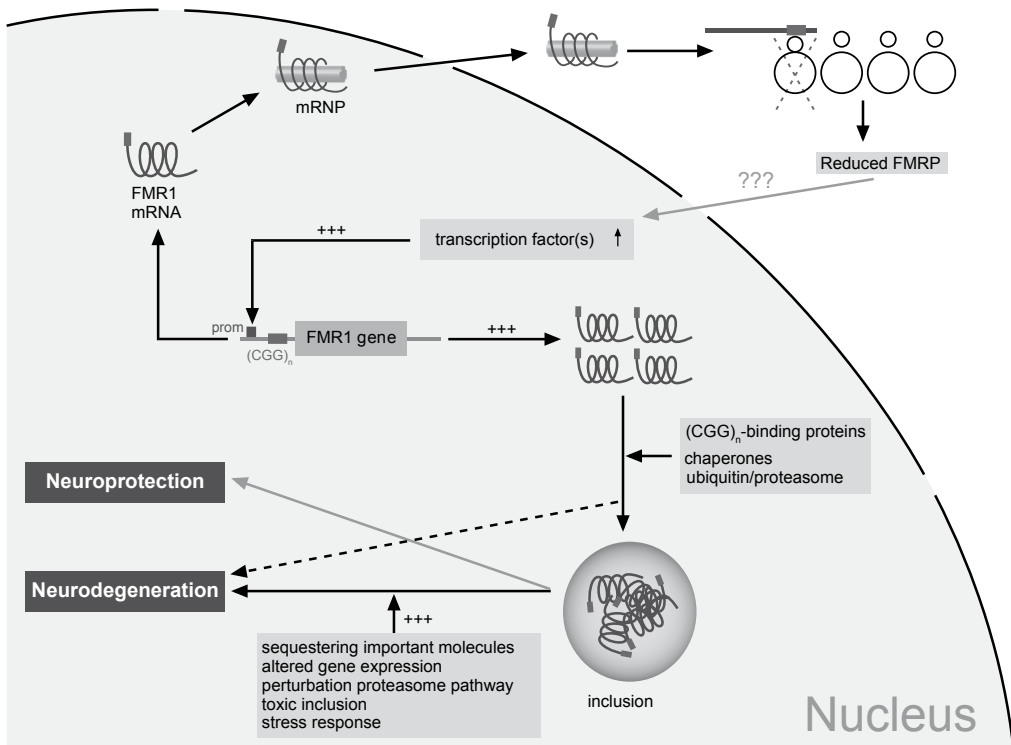 mRNP
FMR1
mRNA
Reduced FMRP
???
+++
transcription factor(s)
prom
(CGG)n
FMR1 gene
+++
(CGG)n-binding proteins
chaperones
ubiquitin/proteasome
Neuroprotection
Neurodegeneration
+++
sequestering important molecules
altered gene expression
perturbation proteasome pathway
toxic inclusion
stress response
inclusion
Nucleus